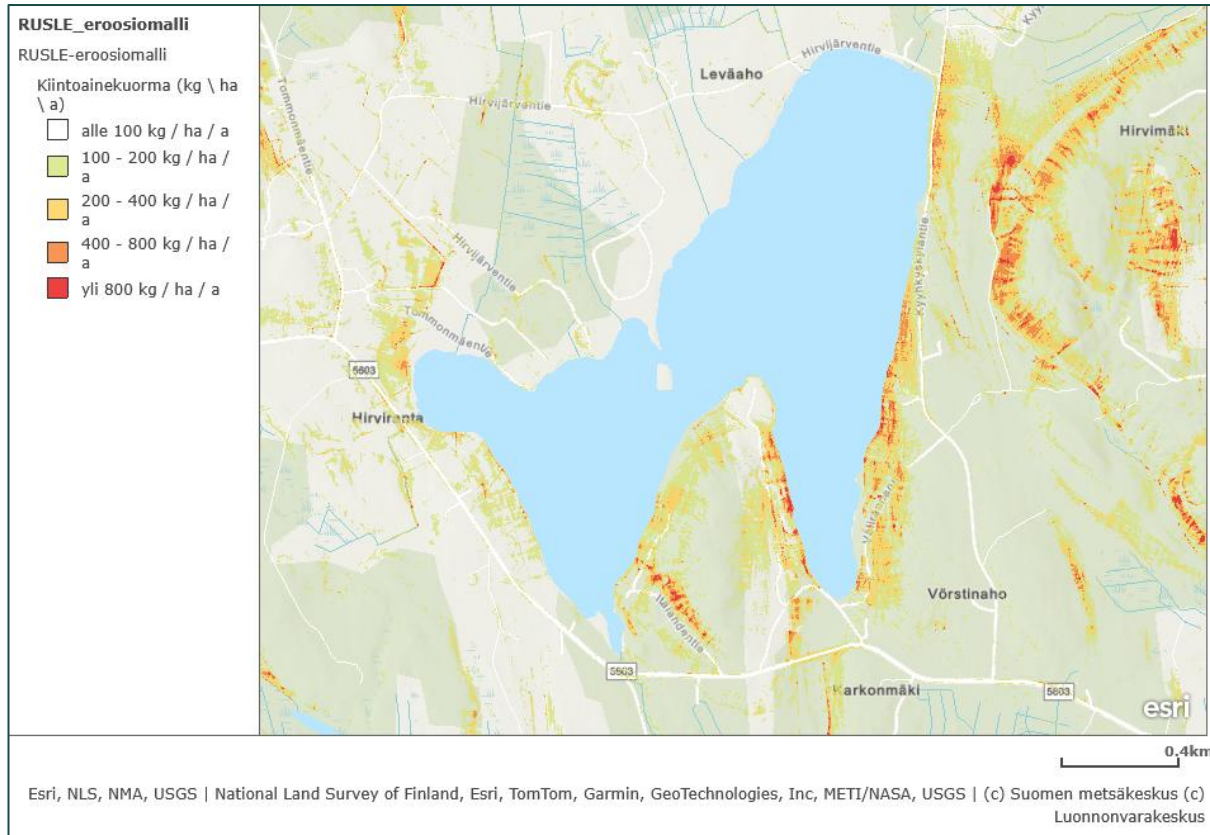 RUSLE_eroosiomalli
RUSLE-eroosiomalli
Kiintoainekuorma (kg \ ha
\ a)
alle 100 kg / ha / a
100 - 200 kg / ha /
a
200 - 400 kg / ha /
a
400 - 800 kg / ha /
a
yli 800 kg / ha / a
Hirvijärventie
Leväaho
Tommonmäentie
Hirvijärventie
Hirvimäki
Hirvijärventie
Kyyhkyskyläntie
Tommonmäentie
5603
Hirviranta
Vörstinaho
Itälahdentie
5603
Karkonmäki
5603
esri
0.4km
Esri, NLS, NMA, USGS | National Land Survey of Finland, Esri, TomTom, Garmin, GeoTechnologies, Inc, METI/NASA, USGS | (c) Suomen metsäkeskus (c)
Luonnonvarakeskus